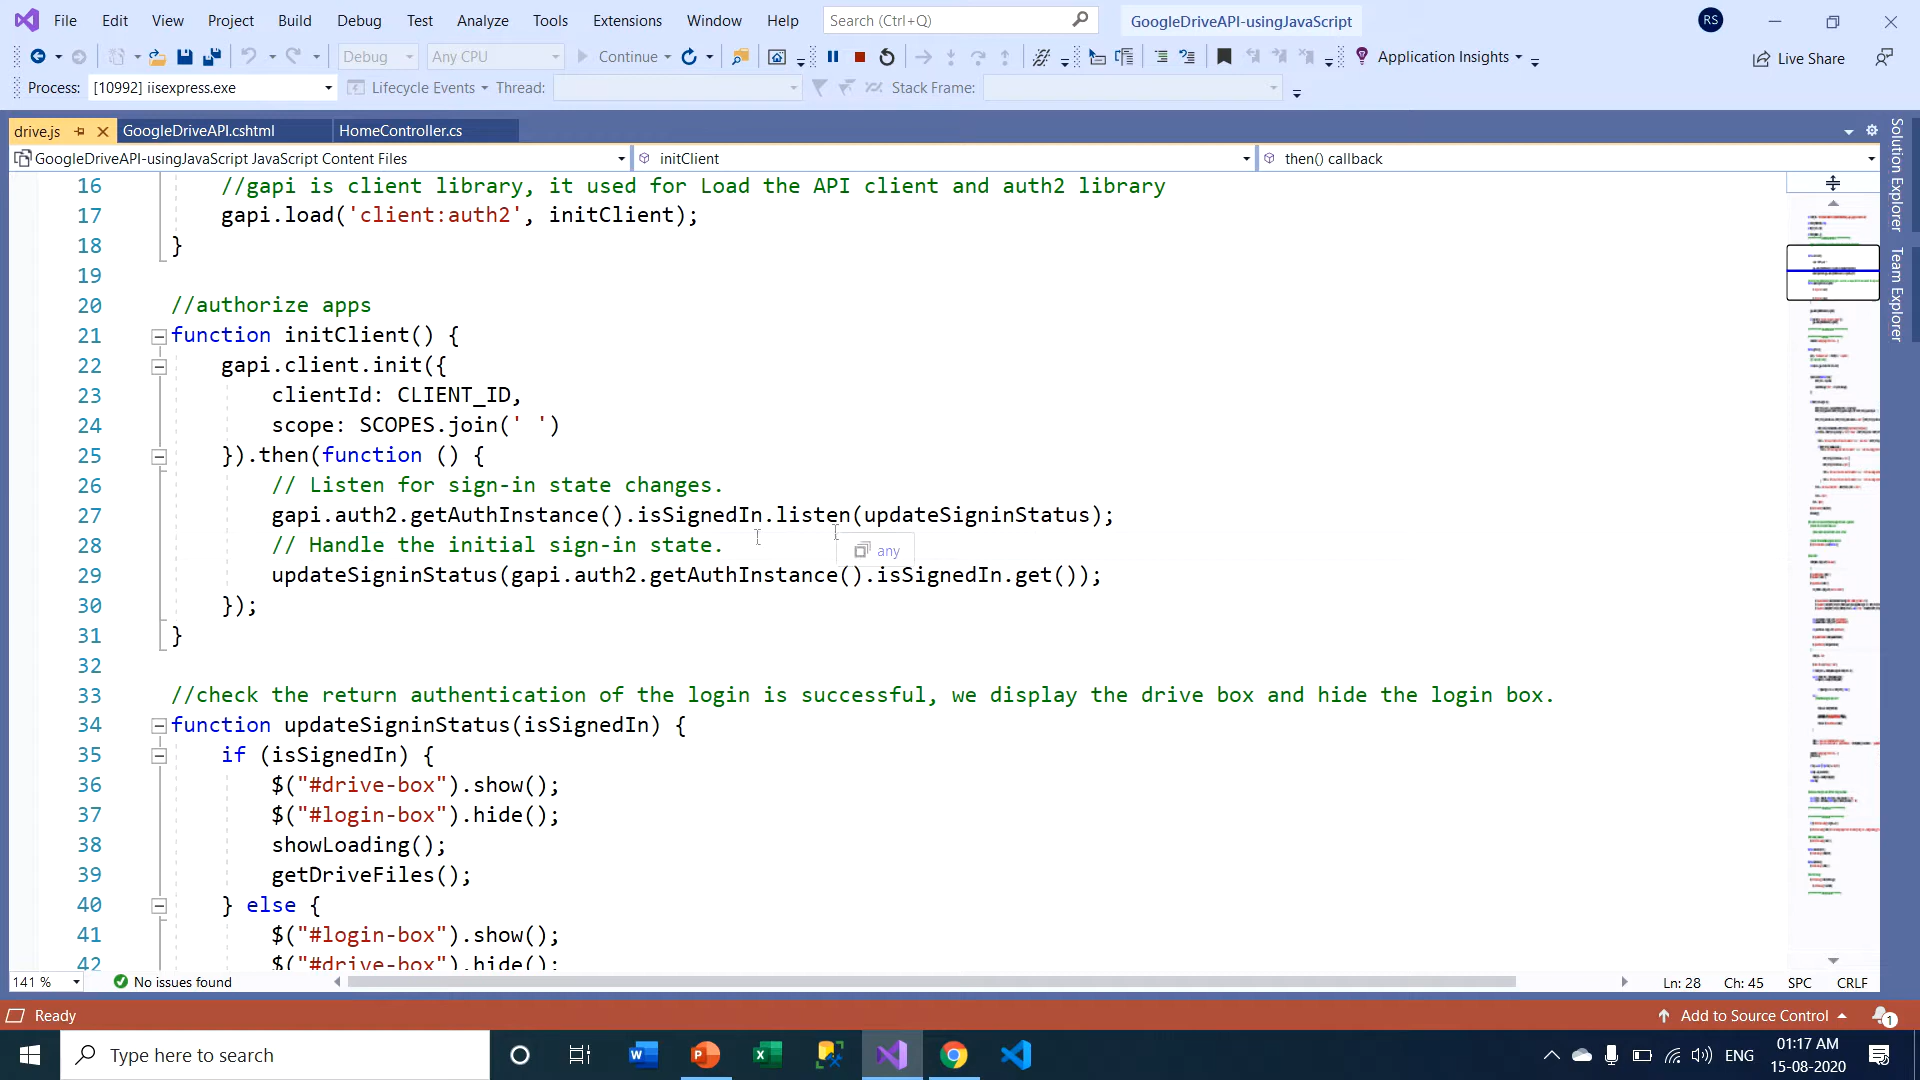 File Edit View Project Build Debug Test Analyze Tools Extensions Window Help Search (Ctrl+Q) GoogleDriveAPI-usingJavaScript RS
Debug Any CPU Continue Application Insights Live Share
Process: [10992] iisexpress.exe Lifecycle Events Thread: Stack Frame:
drive.js GoogleDriveAPI.cshtml HomeController.cs
GoogleDriveAPI-usingJavaScript JavaScript Content Files initClient then() callback
Solution Explorer
Team Explorer
16 //gapi is client library, it used for Load the API client and auth2 library
17 gapi.load('client:auth2', initClient);
18 }
19
20 //authorize apps
21 function initClient() {
22 gapi.client.init({
23 clientId: CLIENT_ID,
24 scope: SCOPES.join(' ')
25 }).then(function () {
26 // Listen for sign-in state changes.
27 gapi.auth2.getAuthInstance().isSignedIn.listen(updateSigninStatus);
28 // Handle the initial sign-in state.
any
29 updateSigninStatus(gapi.auth2.getAuthInstance().isSignedIn.get());
30 });
31 }
32
33 //check the return authentication of the login is successful, we display the drive box and hide the login box.
34 function updateSigninStatus(isSignedIn) {
35 if (isSignedIn) {
36 $("#drive-box").show();
37 $("#login-box").hide();
38 showLoading();
39 getDriveFiles();
40 } else {
41 $("#login-box").show();
42 $("#drive-box").hide();
141 % No issues found Ln: 28 Ch: 45 SPC CRLF
Ready Add to Source Control 1
Type here to search ENG 01:17 AM
15-08-2020